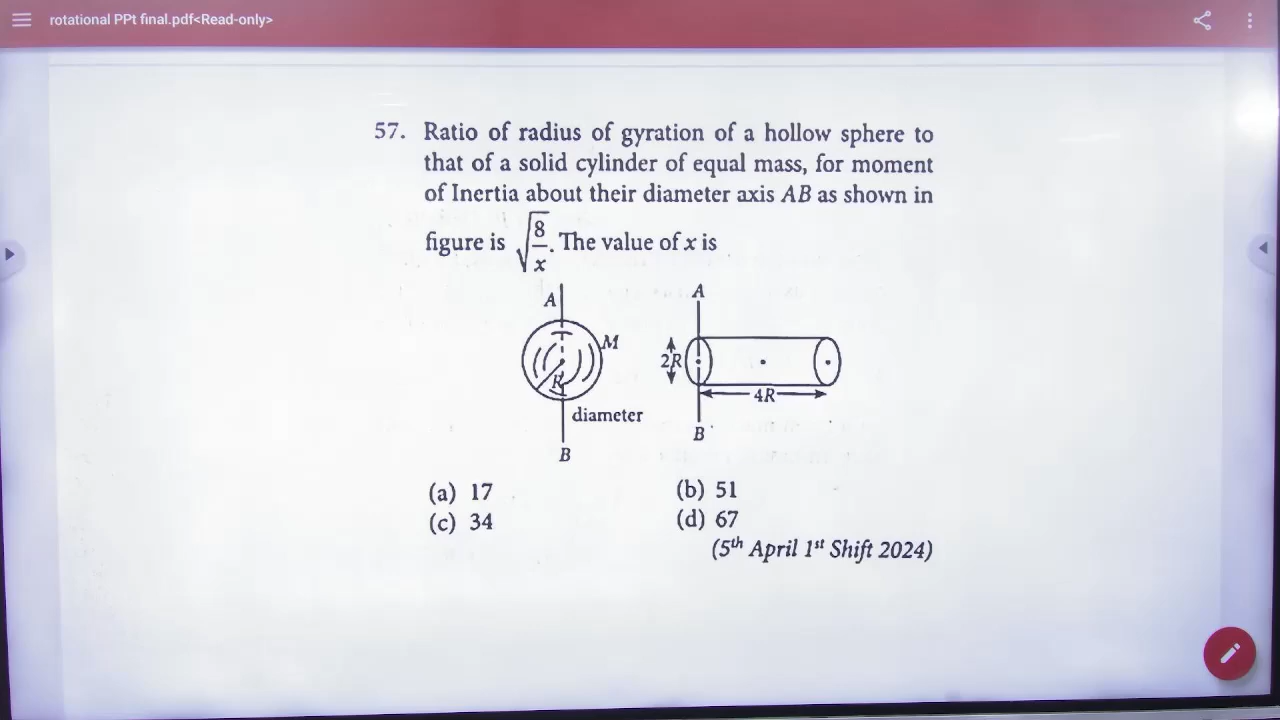 rotational PPt final.pdf<Read-only>
57. Ratio of radius of gyration of a hollow sphere to
that of a solid cylinder of equal mass, for moment
of Inertia about their diameter axis AB as shown in
figure is √(8/x). The value of x is
A
A
M
2R
R
4R
diameter
B
B
(a) 17
(b) 51
(c) 34
(d) 67
(5th April 1st Shift 2024)